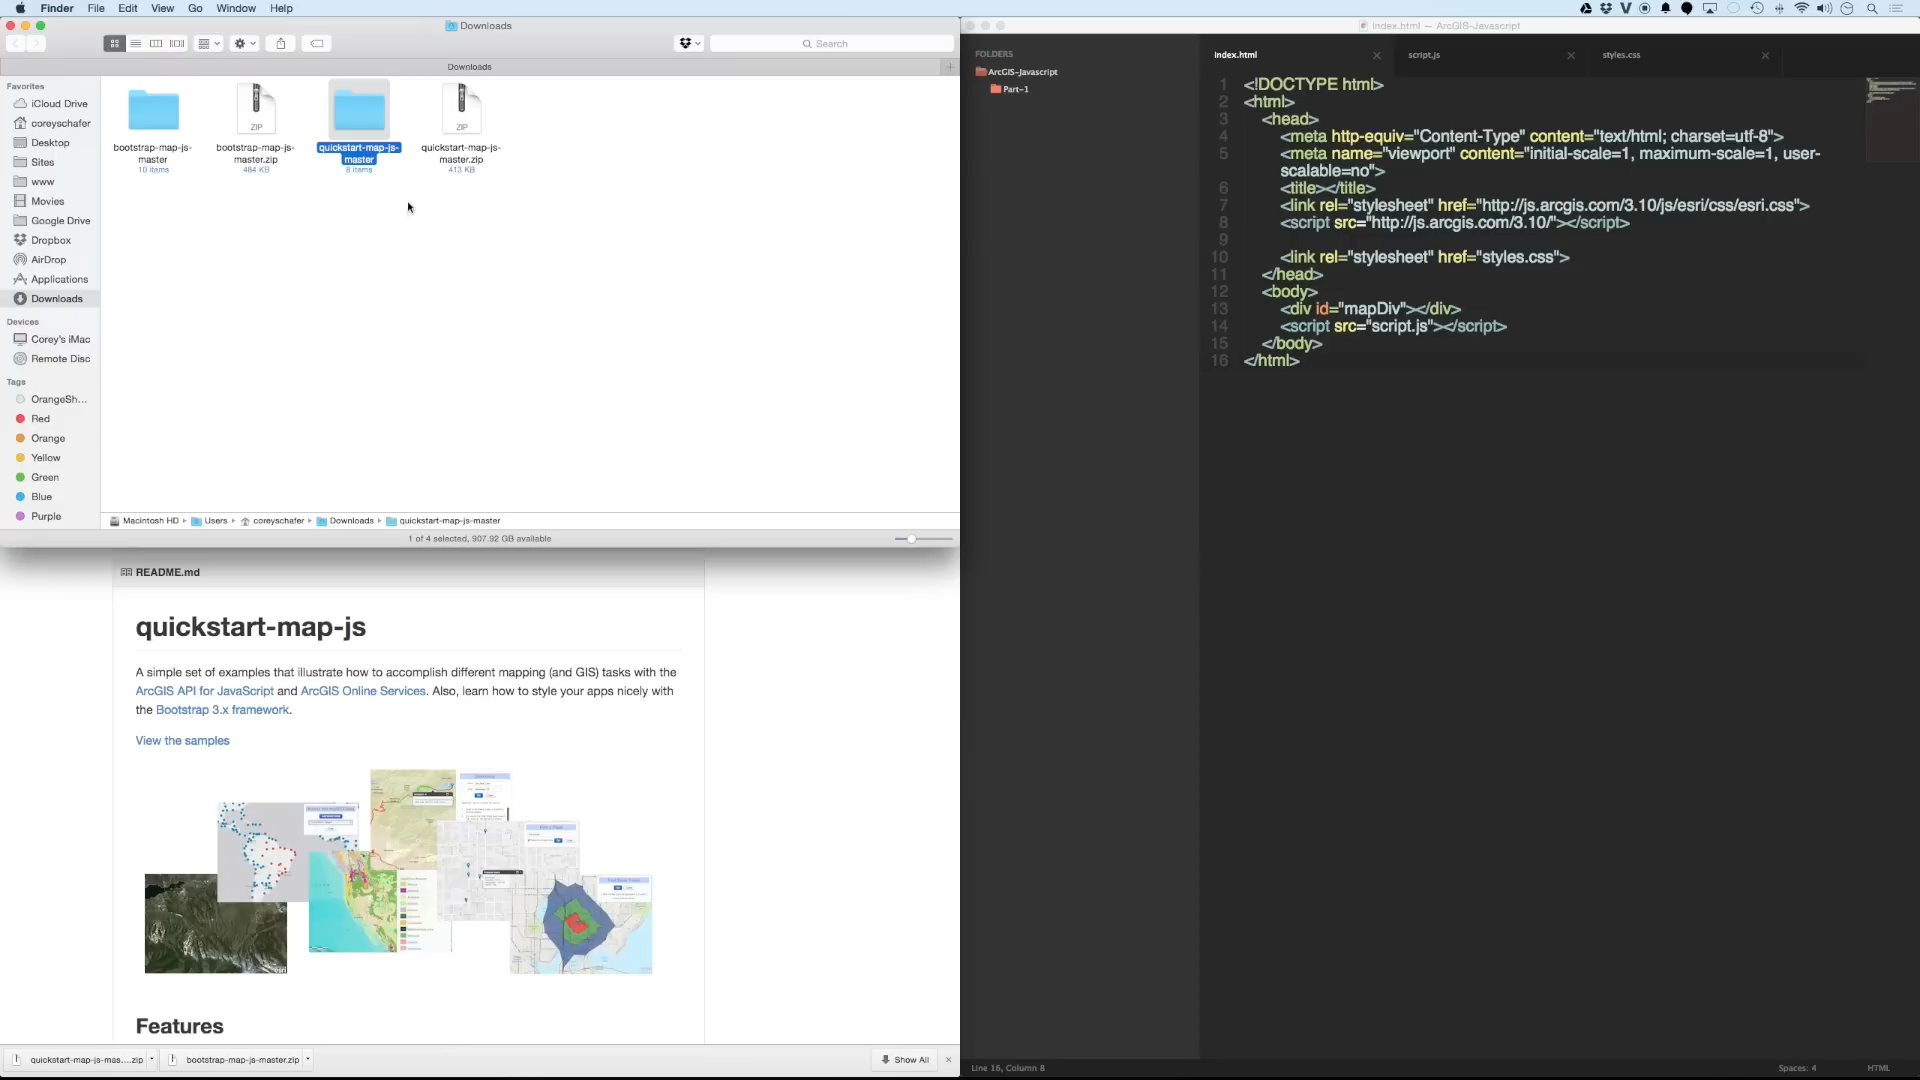 Finder File Edit View Go Window Help
Downloads
Search
Downloads
Favorites
iCloud Drive
coreyschafer
Desktop
Sites
www
Movies
Google Drive
Dropbox
AirDrop
Applications
Downloads
Devices
Corey's iMac
Remote Disc
Tags
OrangeSh...
Red
Orange
Yellow
Green
Blue
Purple
bootstrap-map-js-
master
10 items
ZIP
bootstrap-map-js-
master.zip
484 KB
quickstart-map-js-
master
8 items
ZIP
quickstart-map-js-
master.zip
413 KB
Macintosh HD Users coreyschafer Downloads quickstart-map-js-master
1 of 4 selected, 907.92 GB available
README.md
quickstart-map-js
A simple set of examples that illustrate how to accomplish different mapping (and GIS) tasks with the
ArcGIS API for JavaScript and ArcGIS Online Services. Also, learn how to style your apps nicely with
the Bootstrap 3.x framework.
View the samples
Features
quickstart-map-js-mas....zip bootstrap-map-js-master.zip Show All
index.html — ArcGIS-Javascript
FOLDERS
ArcGIS-Javascript
Part-1
index.html script.js styles.css
1 <!DOCTYPE html>
2 <html>
3 <head>
4 <meta http-equiv="Content-Type" content="text/html; charset=utf-8">
5 <meta name="viewport" content="initial-scale=1, maximum-scale=1, user-
scalable=no">
6 <title></title>
7 <link rel="stylesheet" href="http://js.arcgis.com/3.10/js/esri/css/esri.css">
8 <script src="http://js.arcgis.com/3.10/"></script>
9
10 <link rel="stylesheet" href="styles.css">
11 </head>
12 <body>
13 <div id="mapDiv"></div>
14 <script src="script.js"></script>
15 </body>
16 </html>
Line 16, Column 8 Spaces: 4 HTML